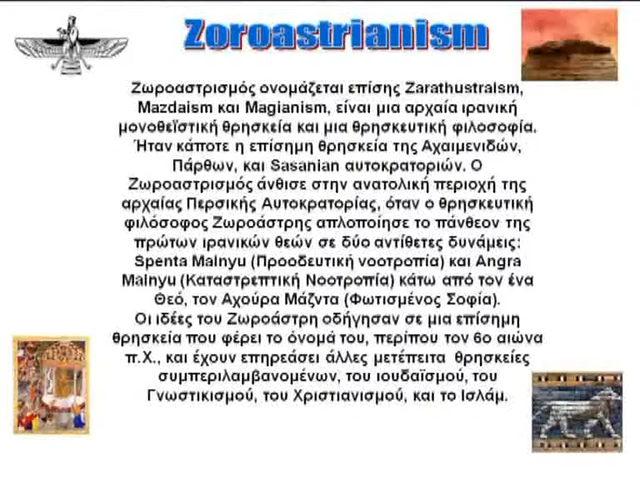 Zoroastrianism
Ζωροαστρισμός ονομάζεται επίσης Zarathustraism,
Mazdaism και Magianism, είναι μια αρχαία ιρανική
μονοθεϊστική θρησκεία και μια θρησκευτική φιλοσοφία.
Ήταν κάποτε η επίσημη θρησκεία της Αχαιμενιδών,
Πάρθων, και Sasanian αυτοκρατοριών. Ο
Ζωροαστρισμός άνθισε στην ανατολική περιοχή της
αρχαίας Περσικής Αυτοκρατορίας, όταν ο θρησκευτική
φιλόσοφος Ζωροάστρης απλοποίησε το πάνθεον της
πρώτων ιρανικών θεών σε δύο αντίθετες δυνάμεις:
Spenta Mainyu (Προοδευτική νοοτροπία) και Angra
Mainyu (Καταστρεπτική Νοοτροπία) κάτω από τον ένα
Θεό, τον Αχούρα Μάζντα (Φωτισμένος Σοφία).
Οι ιδέες του Ζωροάστρη οδήγησαν σε μια επίσημη
θρησκεία που φέρει το όνομά του, περίπου τον 6ο αιώνα
π.Χ., και έχουν επηρεάσει άλλες μετέπειτα θρησκείες
συμπεριλαμβανομένων, του ιουδαϊσμού, του
Γνωστικισμού, του Χριστιανισμού, και το Ισλάμ.